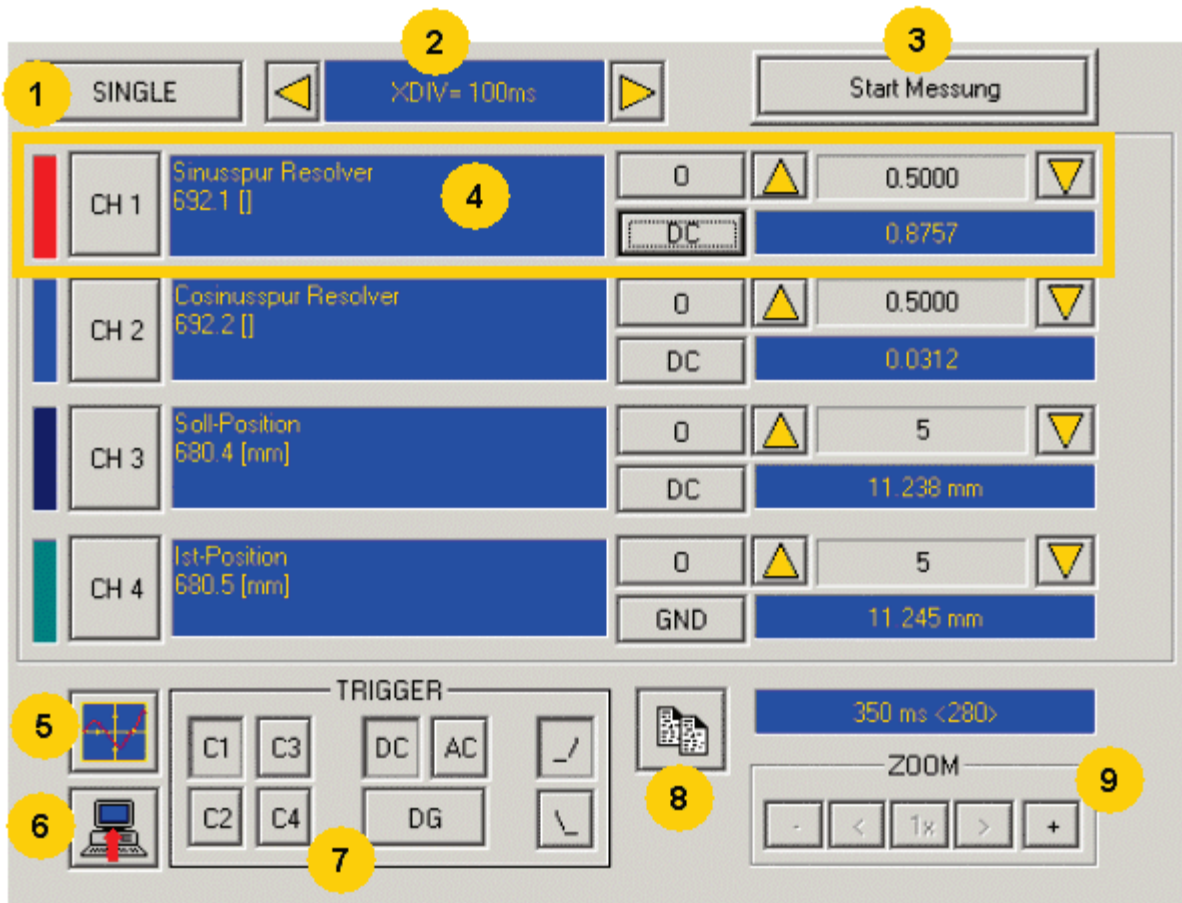 1
SINGLE
2
XDIV= 100ms
3
Start Messung
CH 1
Sinusspur Resolver
692.1 []
4
0
0.5000
DC
0.8757
CH 2
Cosinusspur Resolver
692.2 []
0
0.5000
DC
0.0312
CH 3
Soll-Position
680.4 [mm]
0
5
DC
11.238 mm
CH 4
Ist-Position
680.5 [mm]
0
5
GND
11.245 mm
5
6
TRIGGER
C1
C3
DC
AC
_/
C2
C4
DG
\_
7
8
350 ms <280>
ZOOM
9
-
<
1x
>
+